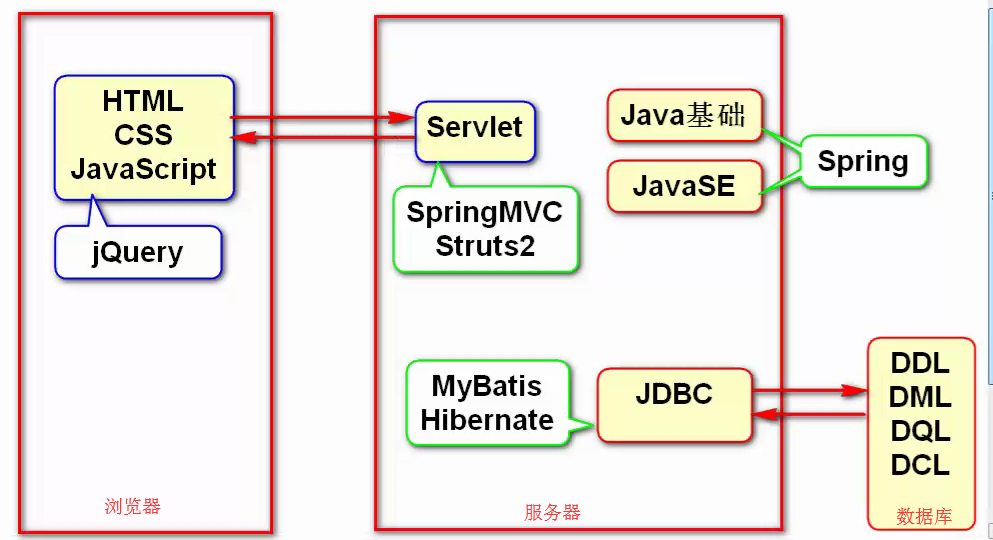 HTML
CSS
JavaScript
jQuery
浏览器
Servlet
SpringMVC
Struts2
Java基础
JavaSE
Spring
MyBatis
Hibernate
JDBC
服务器
DDL
DML
DQL
DCL
数据库